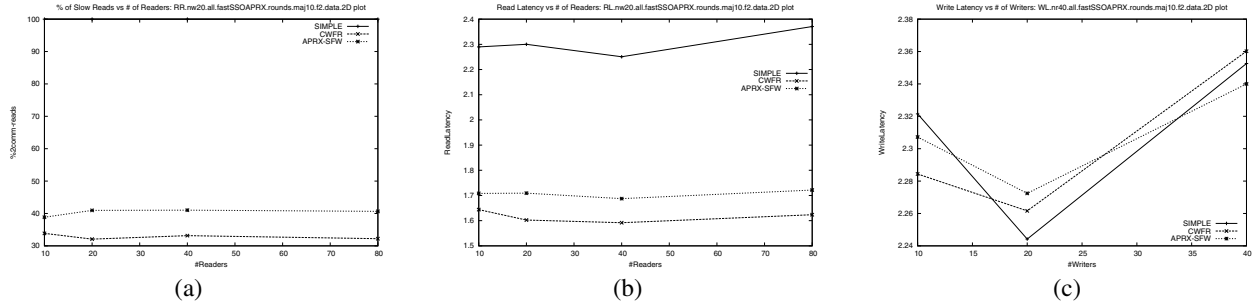 % of Slow Reads vs # of Readers: RR.nw20.all.fastSSOAPRX.rounds.maj10.f2.data.2D plot
100
90
80
70
60
50
40
30
%2comm-reads
SIMPLE
CWFR
APRX-SFW
10 20 30 40 50 60 70 80
#Readers
(a)
Read Latency vs # of Readers: RL.nw20.all.fastSSOAPRX.rounds.maj10.f2.data.2D plot
2.4
2.3
2.2
2.1
2
1.9
1.8
1.7
1.6
1.5
ReadLatency
SIMPLE
CWFR
APRX-SFW
10 20 30 40 50 60 70 80
#Readers
(b)
Write Latency vs # of Writers: WL.nr40.all.fastSSOAPRX.rounds.maj10.f2.data.2D plot
2.38
2.36
2.34
2.32
2.3
2.28
2.26
2.24
WriteLatency
SIMPLE
CWFR
APRX-SFW
10 15 20 25 30 35 40
#Writers
(c)